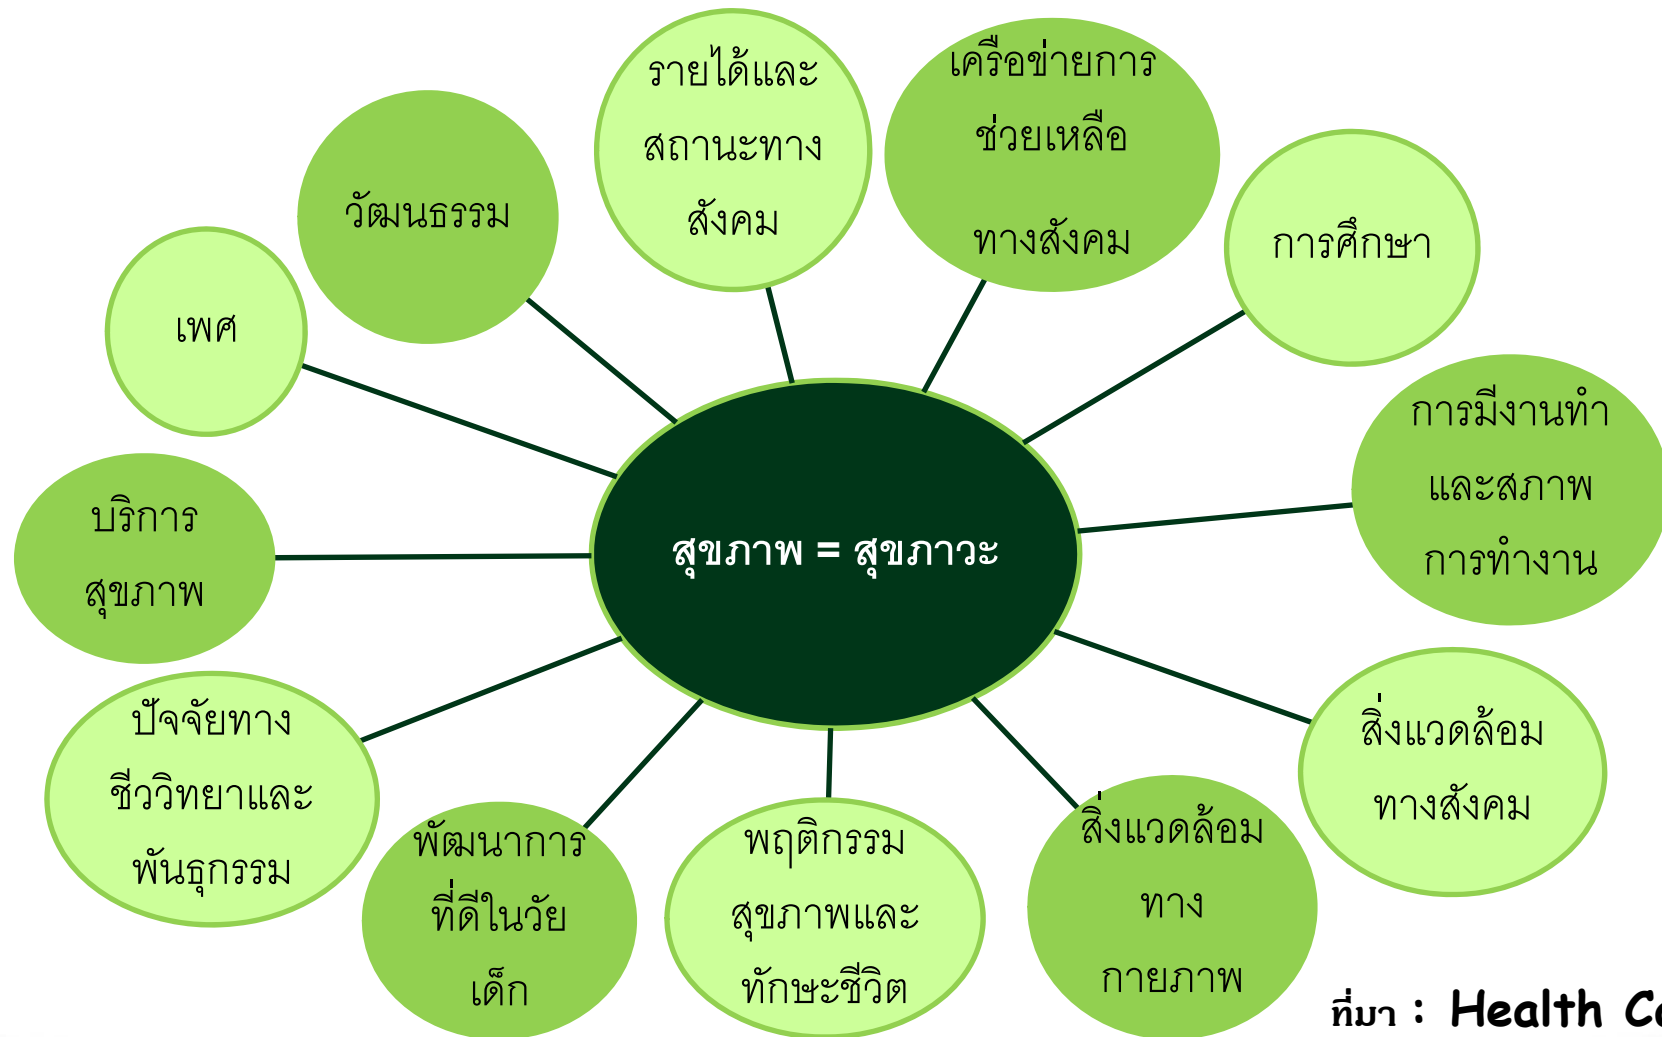 รายได้และ
สถานะทาง
สังคม
เครือข่ายการ
ช่วยเหลือ
ทางสังคม
การศึกษา
การมีงานทำ
และสภาพ
การทำงาน
สิ่งแวดล้อม
ทางสังคม
สิ่งแวดล้อม
ทาง
กายภาพ
พฤติกรรม
สุขภาพและ
ทักษะชีวิต
พัฒนาการ
ที่ดีในวัย
เด็ก
ปัจจัยทาง
ชีววิทยาและ
พันธุกรรม
บริการ
สุขภาพ
เพศ
วัฒนธรรม
สุขภาพ = สุขภาวะ
ที่มา : Health